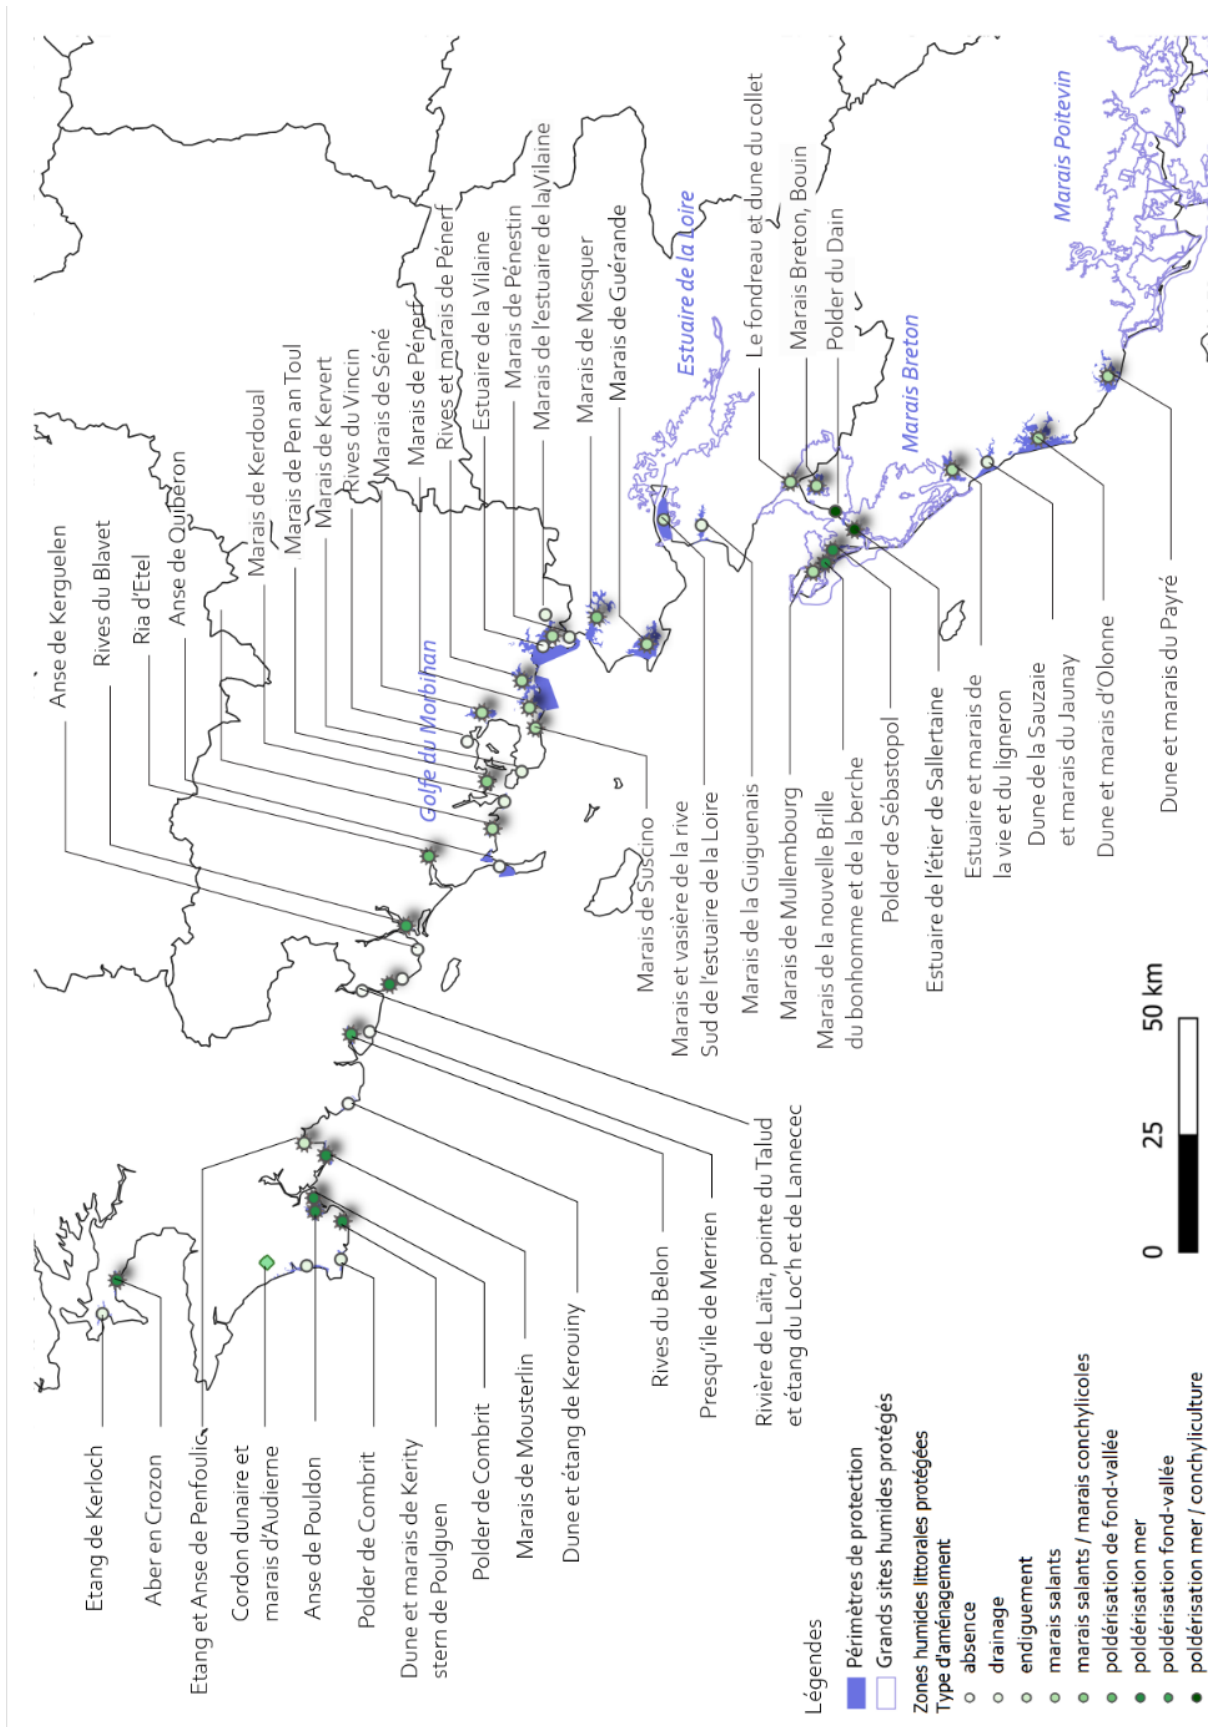 Etang de Kerloch
Aber en Crozon
Etang et Anse de Penfoulic
Cordon dunaire et
marais d'Audierne
Anse de Pouldon
Polder de Combrit
Dune et marais de Kerity
stern de Poulguen
Polder de Combrit
Marais de Mousterlin
Dune et étang de Kerouiny
Rives du Belon
Presqu'ile de Merrien
Rivière de Laïta, pointe du Talud
et étang du Loc'h et de Lannecec
Anse de Kerguelen
Rives du Blavet
Ria d'Etel
Anse de Quibéron
Marais de Kerdoual
Marais de Pen an Toul
Marais de Kervert
Rives du Vincin
Marais de Séné
Marais de Pénerf
Rives et marais de Pénerf
Estuaire de la Vilaine
Marais de Pénestin
Marais de l'estuaire de la Vilaine
Marais de Mesquer
Marais de Guérande
Golfe du Morbihan
Estuaire de la Loire
Le fondreau et dune du collet
Marais Breton, Bouin
Polder du Dain
Marais Breton
Marais Poitevin
Marais de Suscino
Marais et vasière de la rive
Sud de l'estuaire de la Loire
Marais de la Guiguenais
Marais de Mullembourg
Marais de la nouvelle Brille
du bonhomme et de la berche
Polder de Sébastopol
Estuaire de l'étier de Sallertaine
Estuaire et marais de
la vie et du ligneron
Dune de la Sauzaie
et marais du Jaunay
Dune et marais d'Olonne
Dune et marais du Payré
0 25 50 km
Légendes
Périmètres de protection
Grands sites humides protégés
Zones humides littorales protégées
Type d'aménagement
absence
drainage
endiguement
marais salants
marais salants / marais conchylicoles
poldérisation de fond-vallée
poldérisation mer
poldérisation fond-vallée
poldérisation mer / conchyliculture